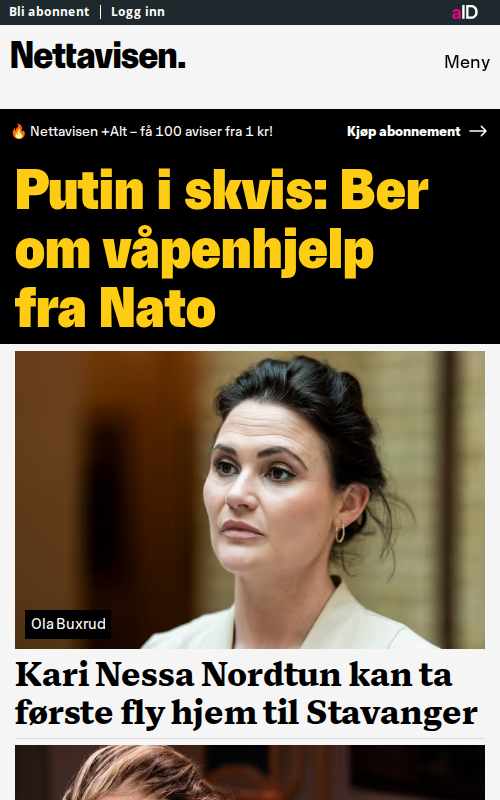 Bli abonnent | Logg inn
aID
Nettavisen.
Meny
🔥 Nettavisen +Alt – få 100 aviser fra 1 kr!
Kjøp abonnement →
Putin i skvis: Ber
om våpenhjelp
fra Nato
Ola Buxrud
Kari Nessa Nordtun kan ta
første fly hjem til Stavanger